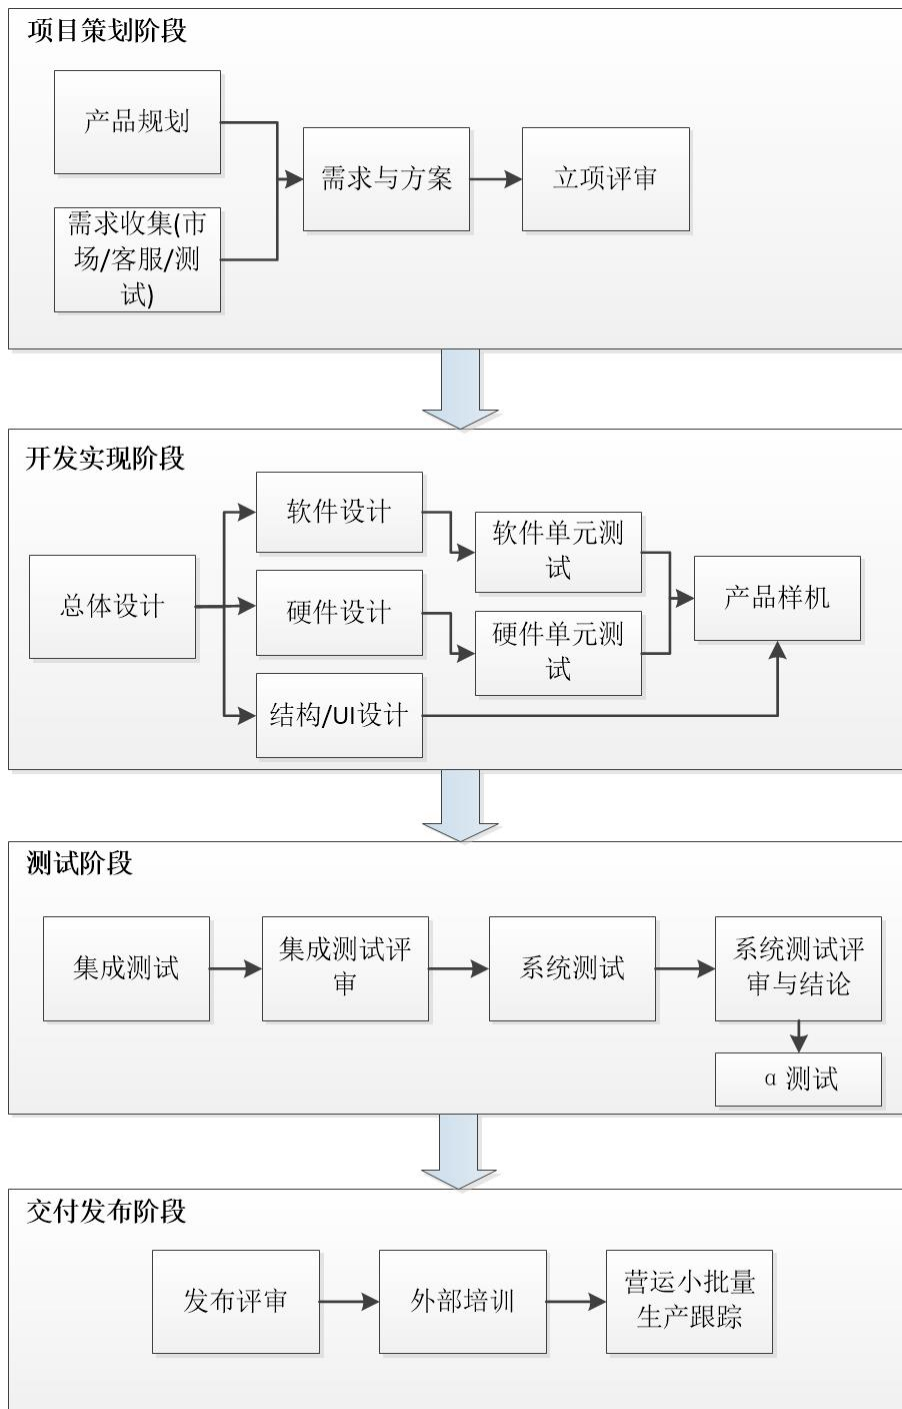 项目策划阶段
产品规划
需求收集(市
场/客服/测
试)
需求与方案
立项评审
开发实现阶段
总体设计
软件设计
硬件设计
结构/UI设计
软件单元测
试
硬件单元测
试
产品样机
测试阶段
集成测试
集成测试评
审
系统测试
系统测试评
审与结论
α 测试
交付发布阶段
发布评审
外部培训
营运小批量
生产跟踪